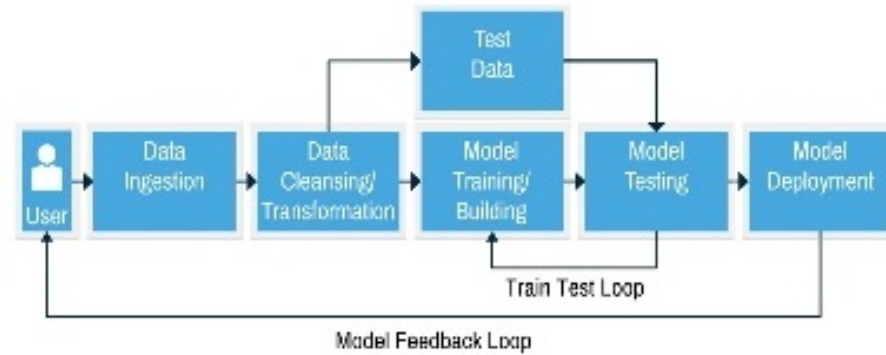 Test
Data
User
Data
Ingestion
Data
Cleansing/
Transformation
Model
Training/
Building
Model
Testing
Model
Deployment
Train Test Loop
Model Feedback Loop